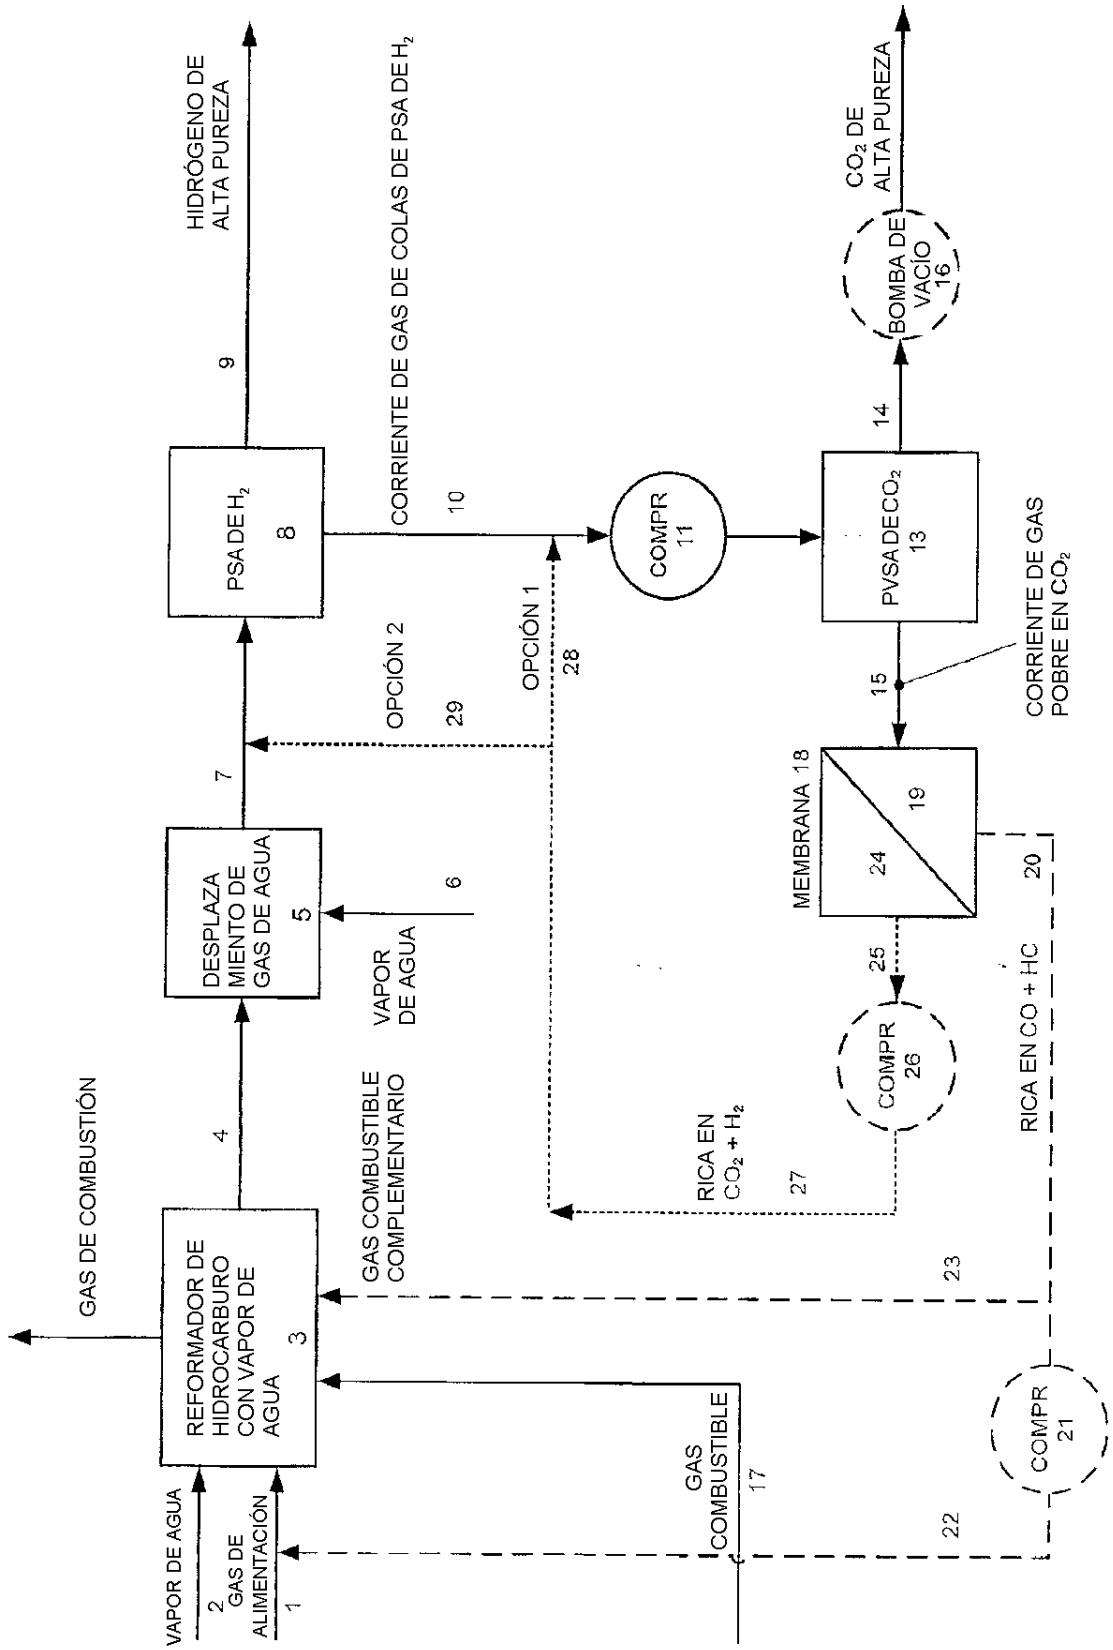 VAPOR DE AGUA
2
GAS DE
ALIMENTACIÓN
1
GAS DE COMBUSTIÓN
REFORMADOR DE
HIDROCARBURO
CON VAPOR DE
AGUA
3
4
GAS COMBUSTIBLE
COMPLEMENTARIO
GAS
COMBUSTIBLE
17
DESPLAZA
MIENTO DE
GAS DE AGUA
5
VAPOR
DE AGUA
6
7
OPCIÓN 2
29
PSA DE H₂
8
9
HIDRÓGENO DE
ALTA PUREZA
CORRIENTE DE GAS DE COLAS DE PSA DE H₂
10
OPCIÓN 1
28
COMPR
11
PVSA DE CO₂
13
14
BOMBA DE
VACÍO
16
CO₂ DE
ALTA PUREZA
15
CORRIENTE DE GAS
POBRE EN CO₂
MEMBRANA 18
24
19
25
COMPR
26
RICA EN
CO₂ + H₂
27
20
RICA EN CO + HC
23
COMPR
21
22